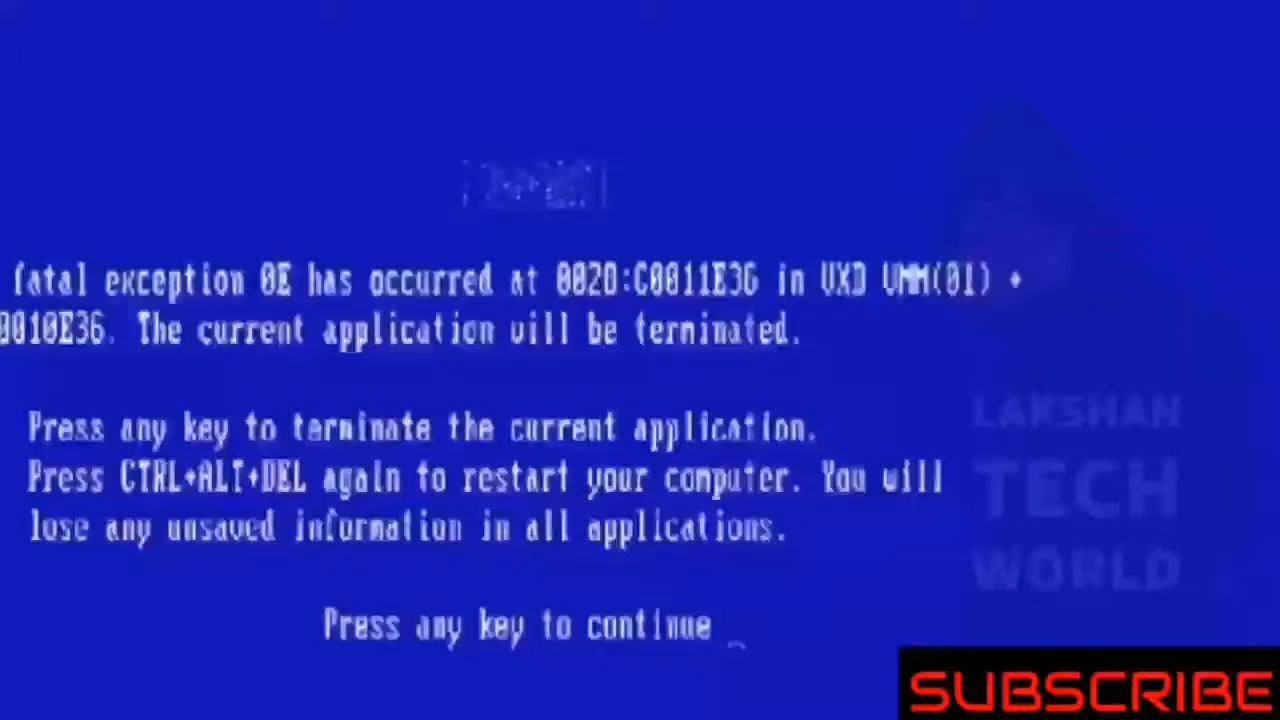 fatal exception 0E has occurred at 0020:C0011E36 in VXD VMM(01) +
0010E36. The current application will be terminated.
Press any key to terminate the current application.
Press CTRL+ALT+DEL again to restart your computer. You will
lose any unsaved information in all applications.
Press any key to continue _
LAKSHAN
TECH
WORLD
SUBSCRIBE